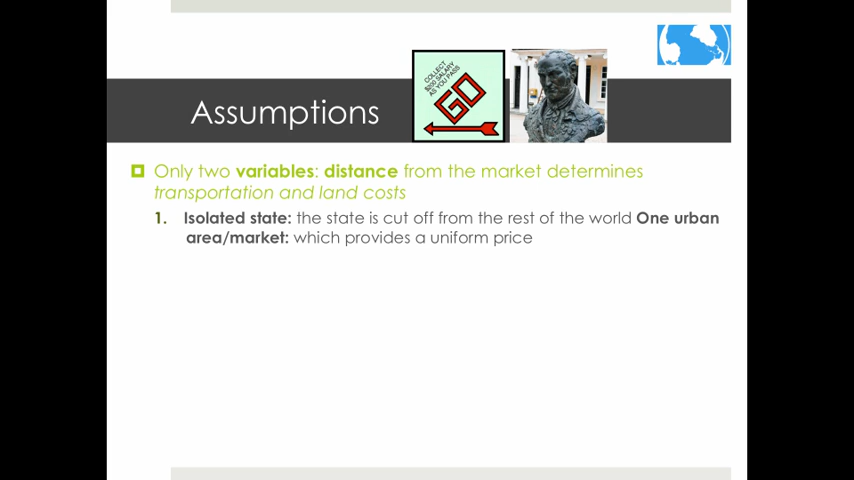 COLLECT
$200 SALARY
AS YOU PASS
GO
Assumptions
Only two variables: distance from the market determines
transportation and land costs
1. Isolated state: the state is cut off from the rest of the world One urban
area/market: which provides a uniform price